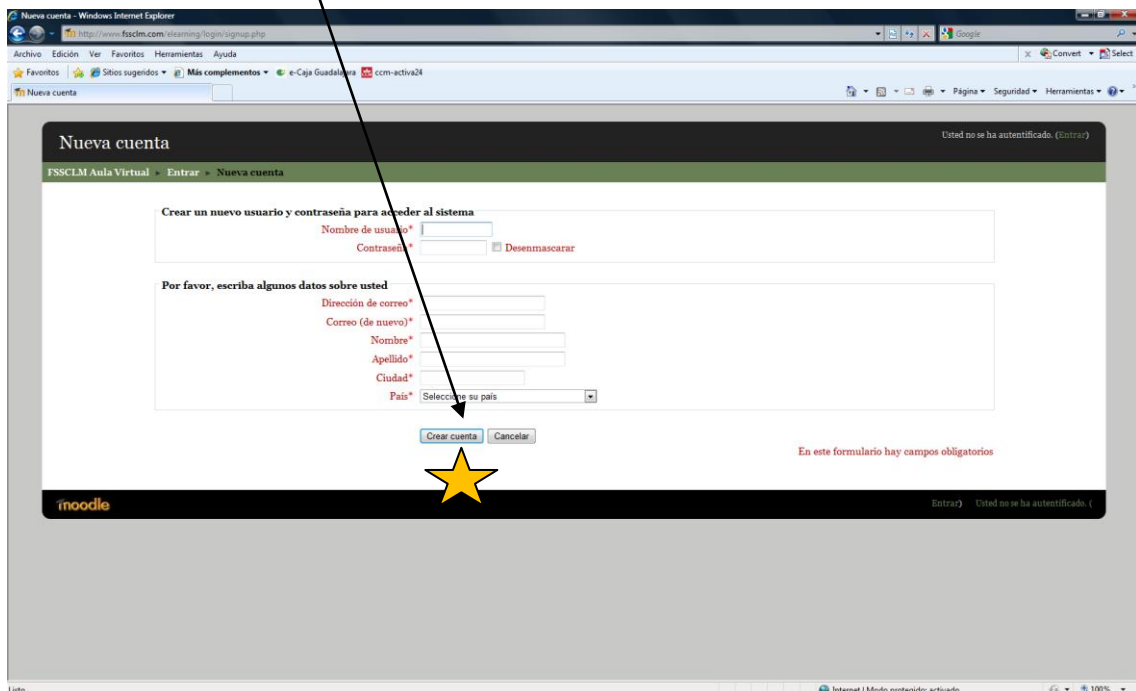 Nueva cuenta - Windows Internet Explorer
http://www.fssclm.com/elearning/login/signup.php
Google
Archivo Edición Ver Favoritos Herramientas Ayuda
Convert Select
Favoritos Sitios sugeridos Más complementos e-Caja Guadalajara ccm-activa24
Nueva cuenta
Página Seguridad Herramientas
Nueva cuenta
Usted no se ha autentificado. (Entrar)
FSSCLM Aula Virtual ► Entrar ► Nueva cuenta
Crear un nuevo usuario y contraseña para acceder al sistema
Nombre de usuario*
Contraseña*
Desenmascarar
Por favor, escriba algunos datos sobre usted
Dirección de correo*
Correo (de nuevo)*
Nombre*
Apellido*
Ciudad*
País* Seleccione su país
Crear cuenta Cancelar
En este formulario hay campos obligatorios
moodle
Entrar) Usted no se ha autentificado. (
Listo
Internet | Modo protegido: activado
100%